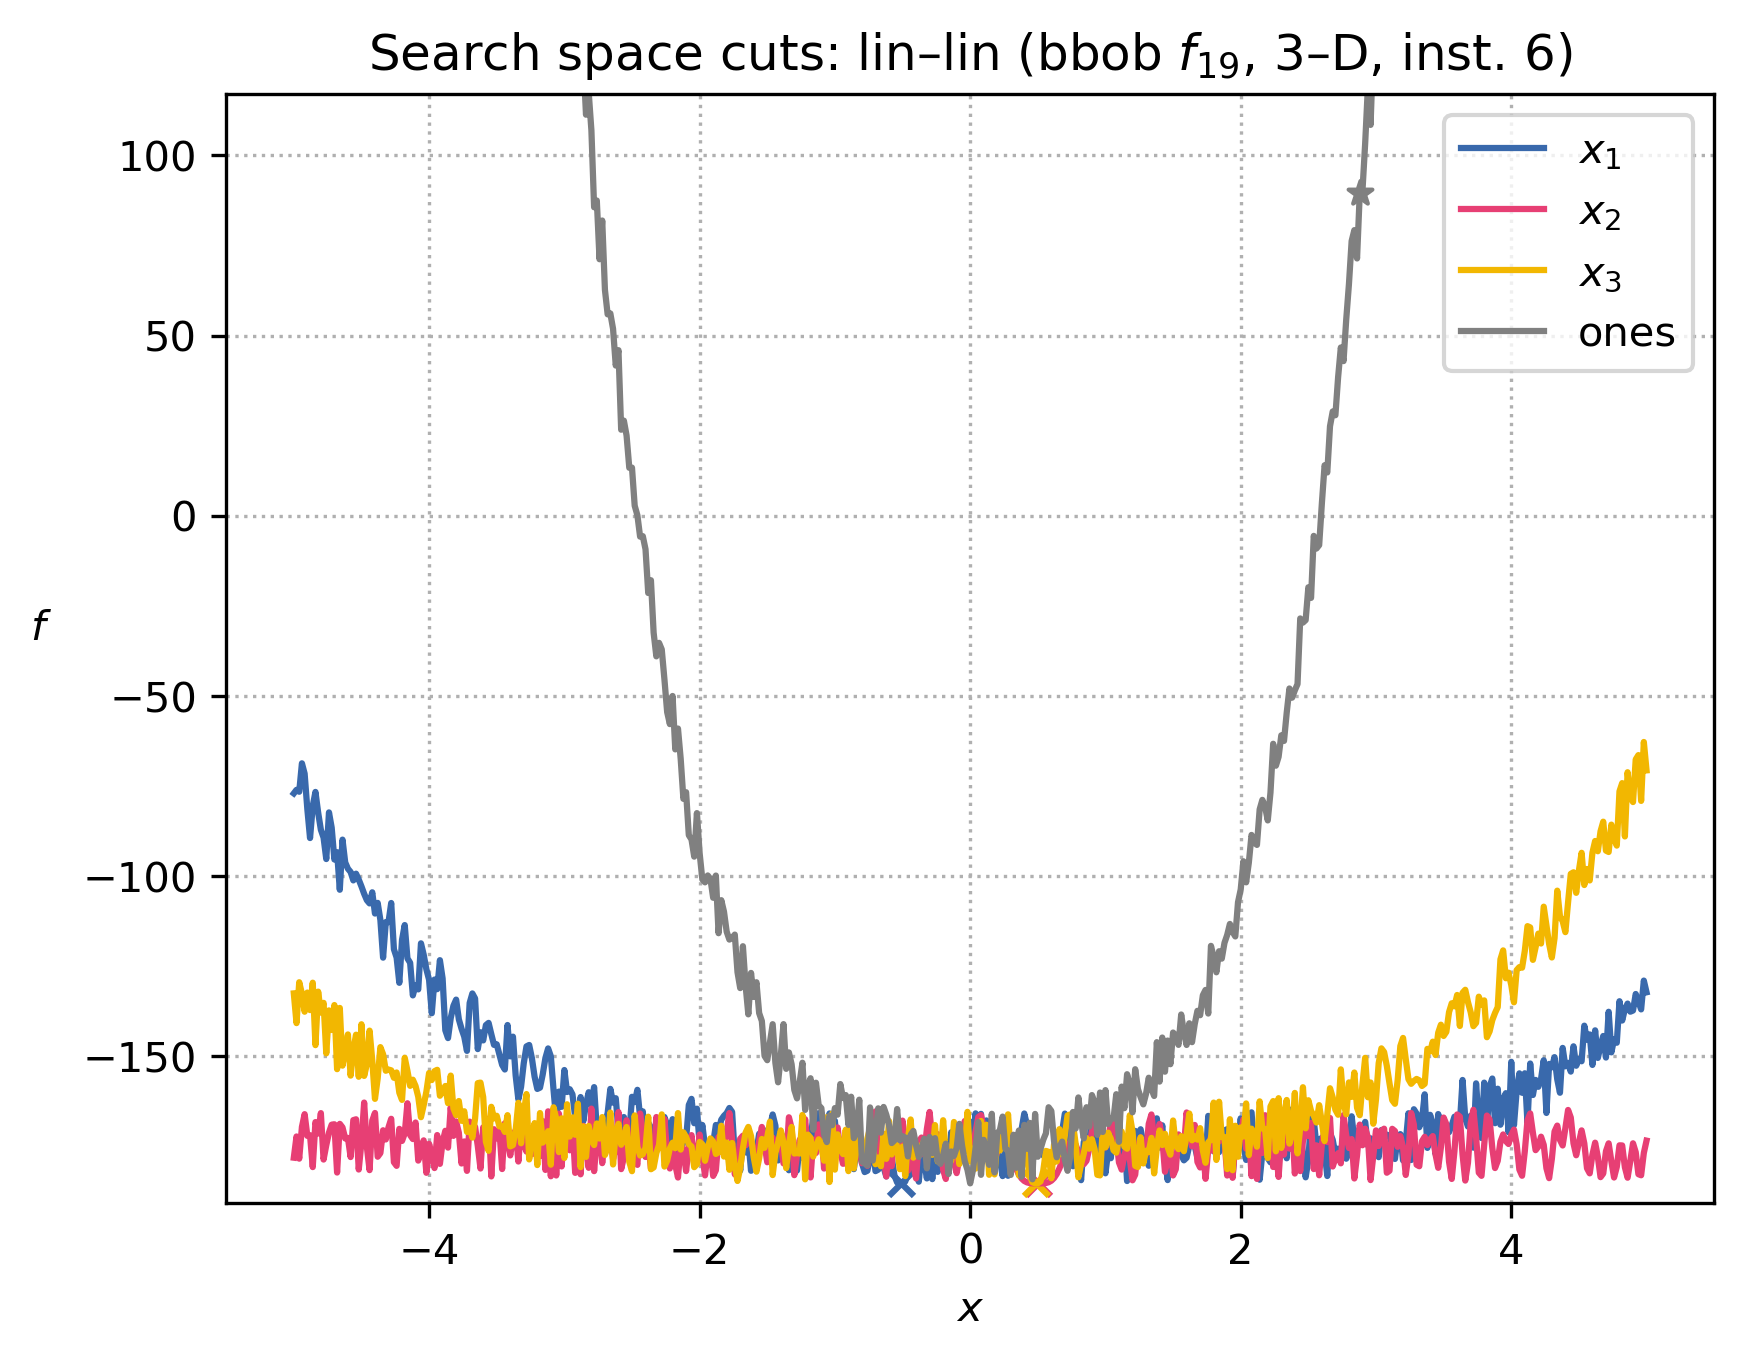 Search space cuts: lin–lin (bbob f₁₉, 3–D, inst. 6)
x₁
x₂
x₃
ones
100
50
0
−50
−100
−150
f
−4
−2
0
2
4
x